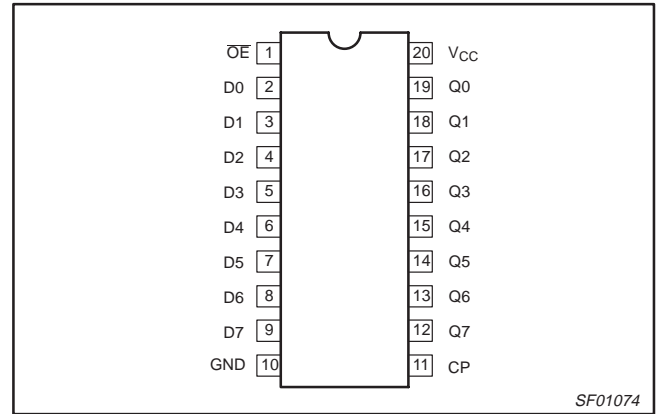 O̅E̅ 1 20 VCC
D0 2 19 Q0
D1 3 18 Q1
D2 4 17 Q2
D3 5 16 Q3
D4 6 15 Q4
D5 7 14 Q5
D6 8 13 Q6
D7 9 12 Q7
GND 10 11 CP
SF01074